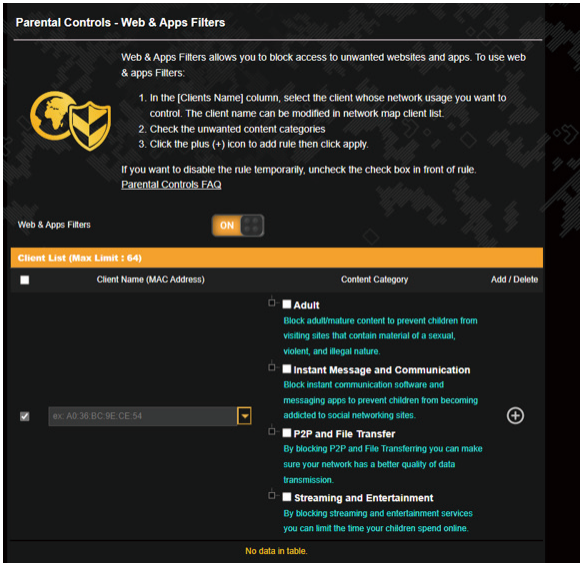 Parental Controls - Web & Apps Filters
Web & Apps Filters allows you to block access to unwanted websites and apps. To use web
& apps Filters:
1. In the [Clients Name] column, select the client whose network usage you want to
control. The client name can be modified in network map client list.
2. Check the unwanted content categories
3. Click the plus (+) icon to add rule then click apply.
If you want to disable the rule temporarily, uncheck the check box in front of rule.
Parental Controls FAQ
Web & Apps Filters
ON
Client List (Max Limit : 64)
Client Name (MAC Address)
Content Category
Add / Delete
Adult
Block adult/mature content to prevent children from
visiting sites that contain material of a sexual,
violent, and illegal nature.
Instant Message and Communication
Block instant communication software and
messaging apps to prevent children from becoming
addicted to social networking sites.
ex: A0:36:BC:9E:CE:54
P2P and File Transfer
By blocking P2P and File Transferring you can make
sure your network has a better quality of data
transmission.
Streaming and Entertainment
By blocking streaming and entertainment services
you can limit the time your children spend online.
No data in table.